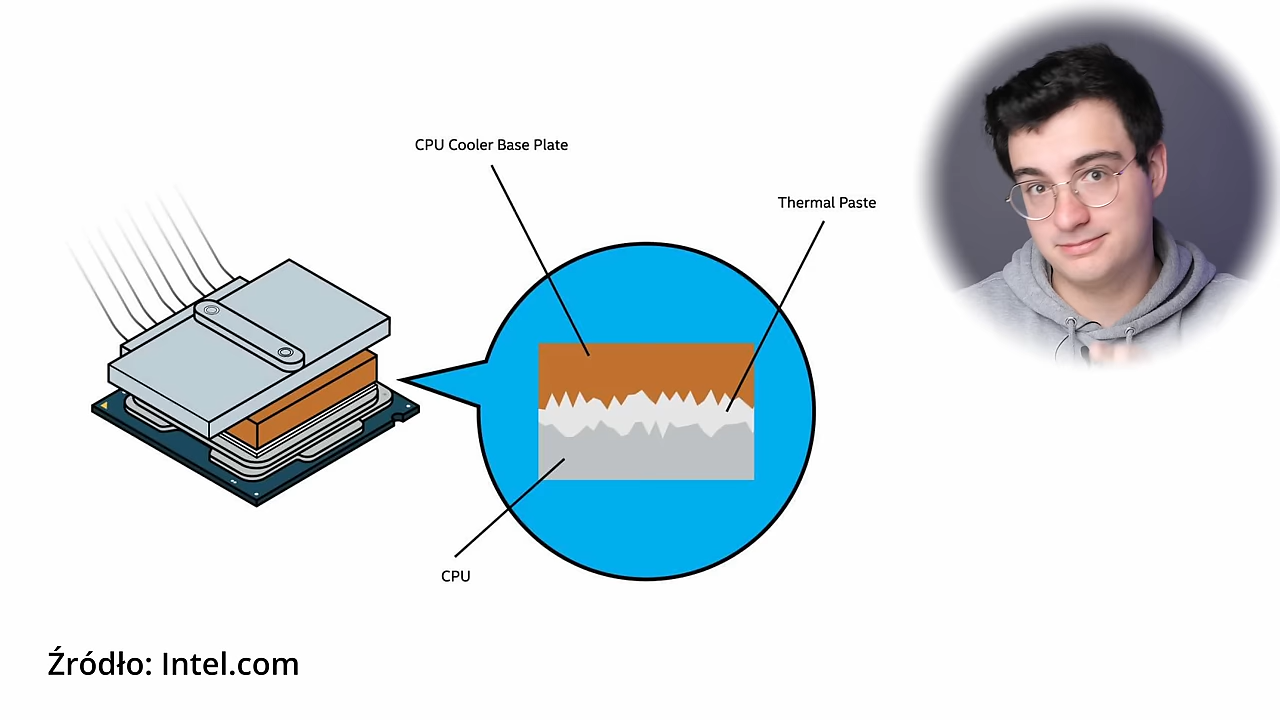 CPU Cooler Base Plate
Thermal Paste
CPU
Źródło: Intel.com